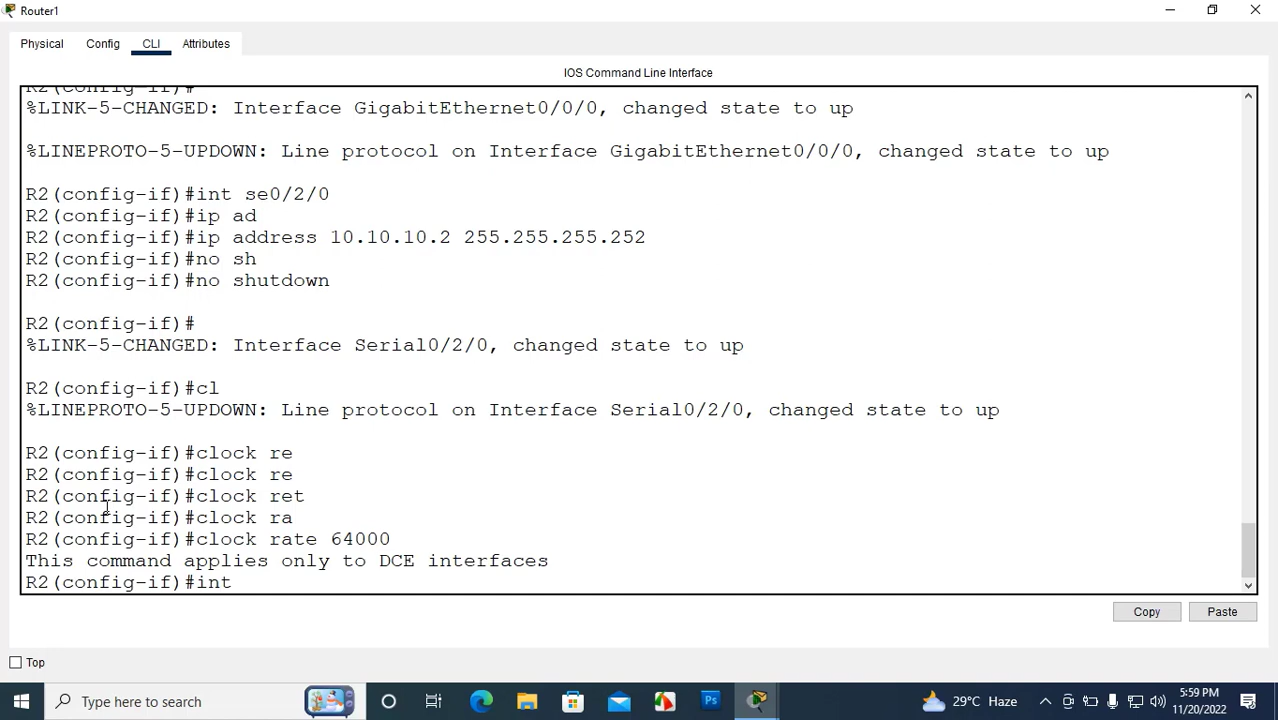 Router1
Physical Config CLI Attributes
IOS Command Line Interface
R2(config-if)#
%LINK-5-CHANGED: Interface GigabitEthernet0/0/0, changed state to up
%LINEPROTO-5-UPDOWN: Line protocol on Interface GigabitEthernet0/0/0, changed state to up
R2(config-if)#int se0/2/0
R2(config-if)#ip ad
R2(config-if)#ip address 10.10.10.2 255.255.255.252
R2(config-if)#no sh
R2(config-if)#no shutdown
R2(config-if)#
%LINK-5-CHANGED: Interface Serial0/2/0, changed state to up
R2(config-if)#cl
%LINEPROTO-5-UPDOWN: Line protocol on Interface Serial0/2/0, changed state to up
R2(config-if)#clock re
R2(config-if)#clock re
R2(config-if)#clock ret
R2(config-if)#clock ra
R2(config-if)#clock rate 64000
This command applies only to DCE interfaces
R2(config-if)#int
Copy Paste
Top
Type here to search
Ps
29°C Haze
5:59 PM
11/20/2022